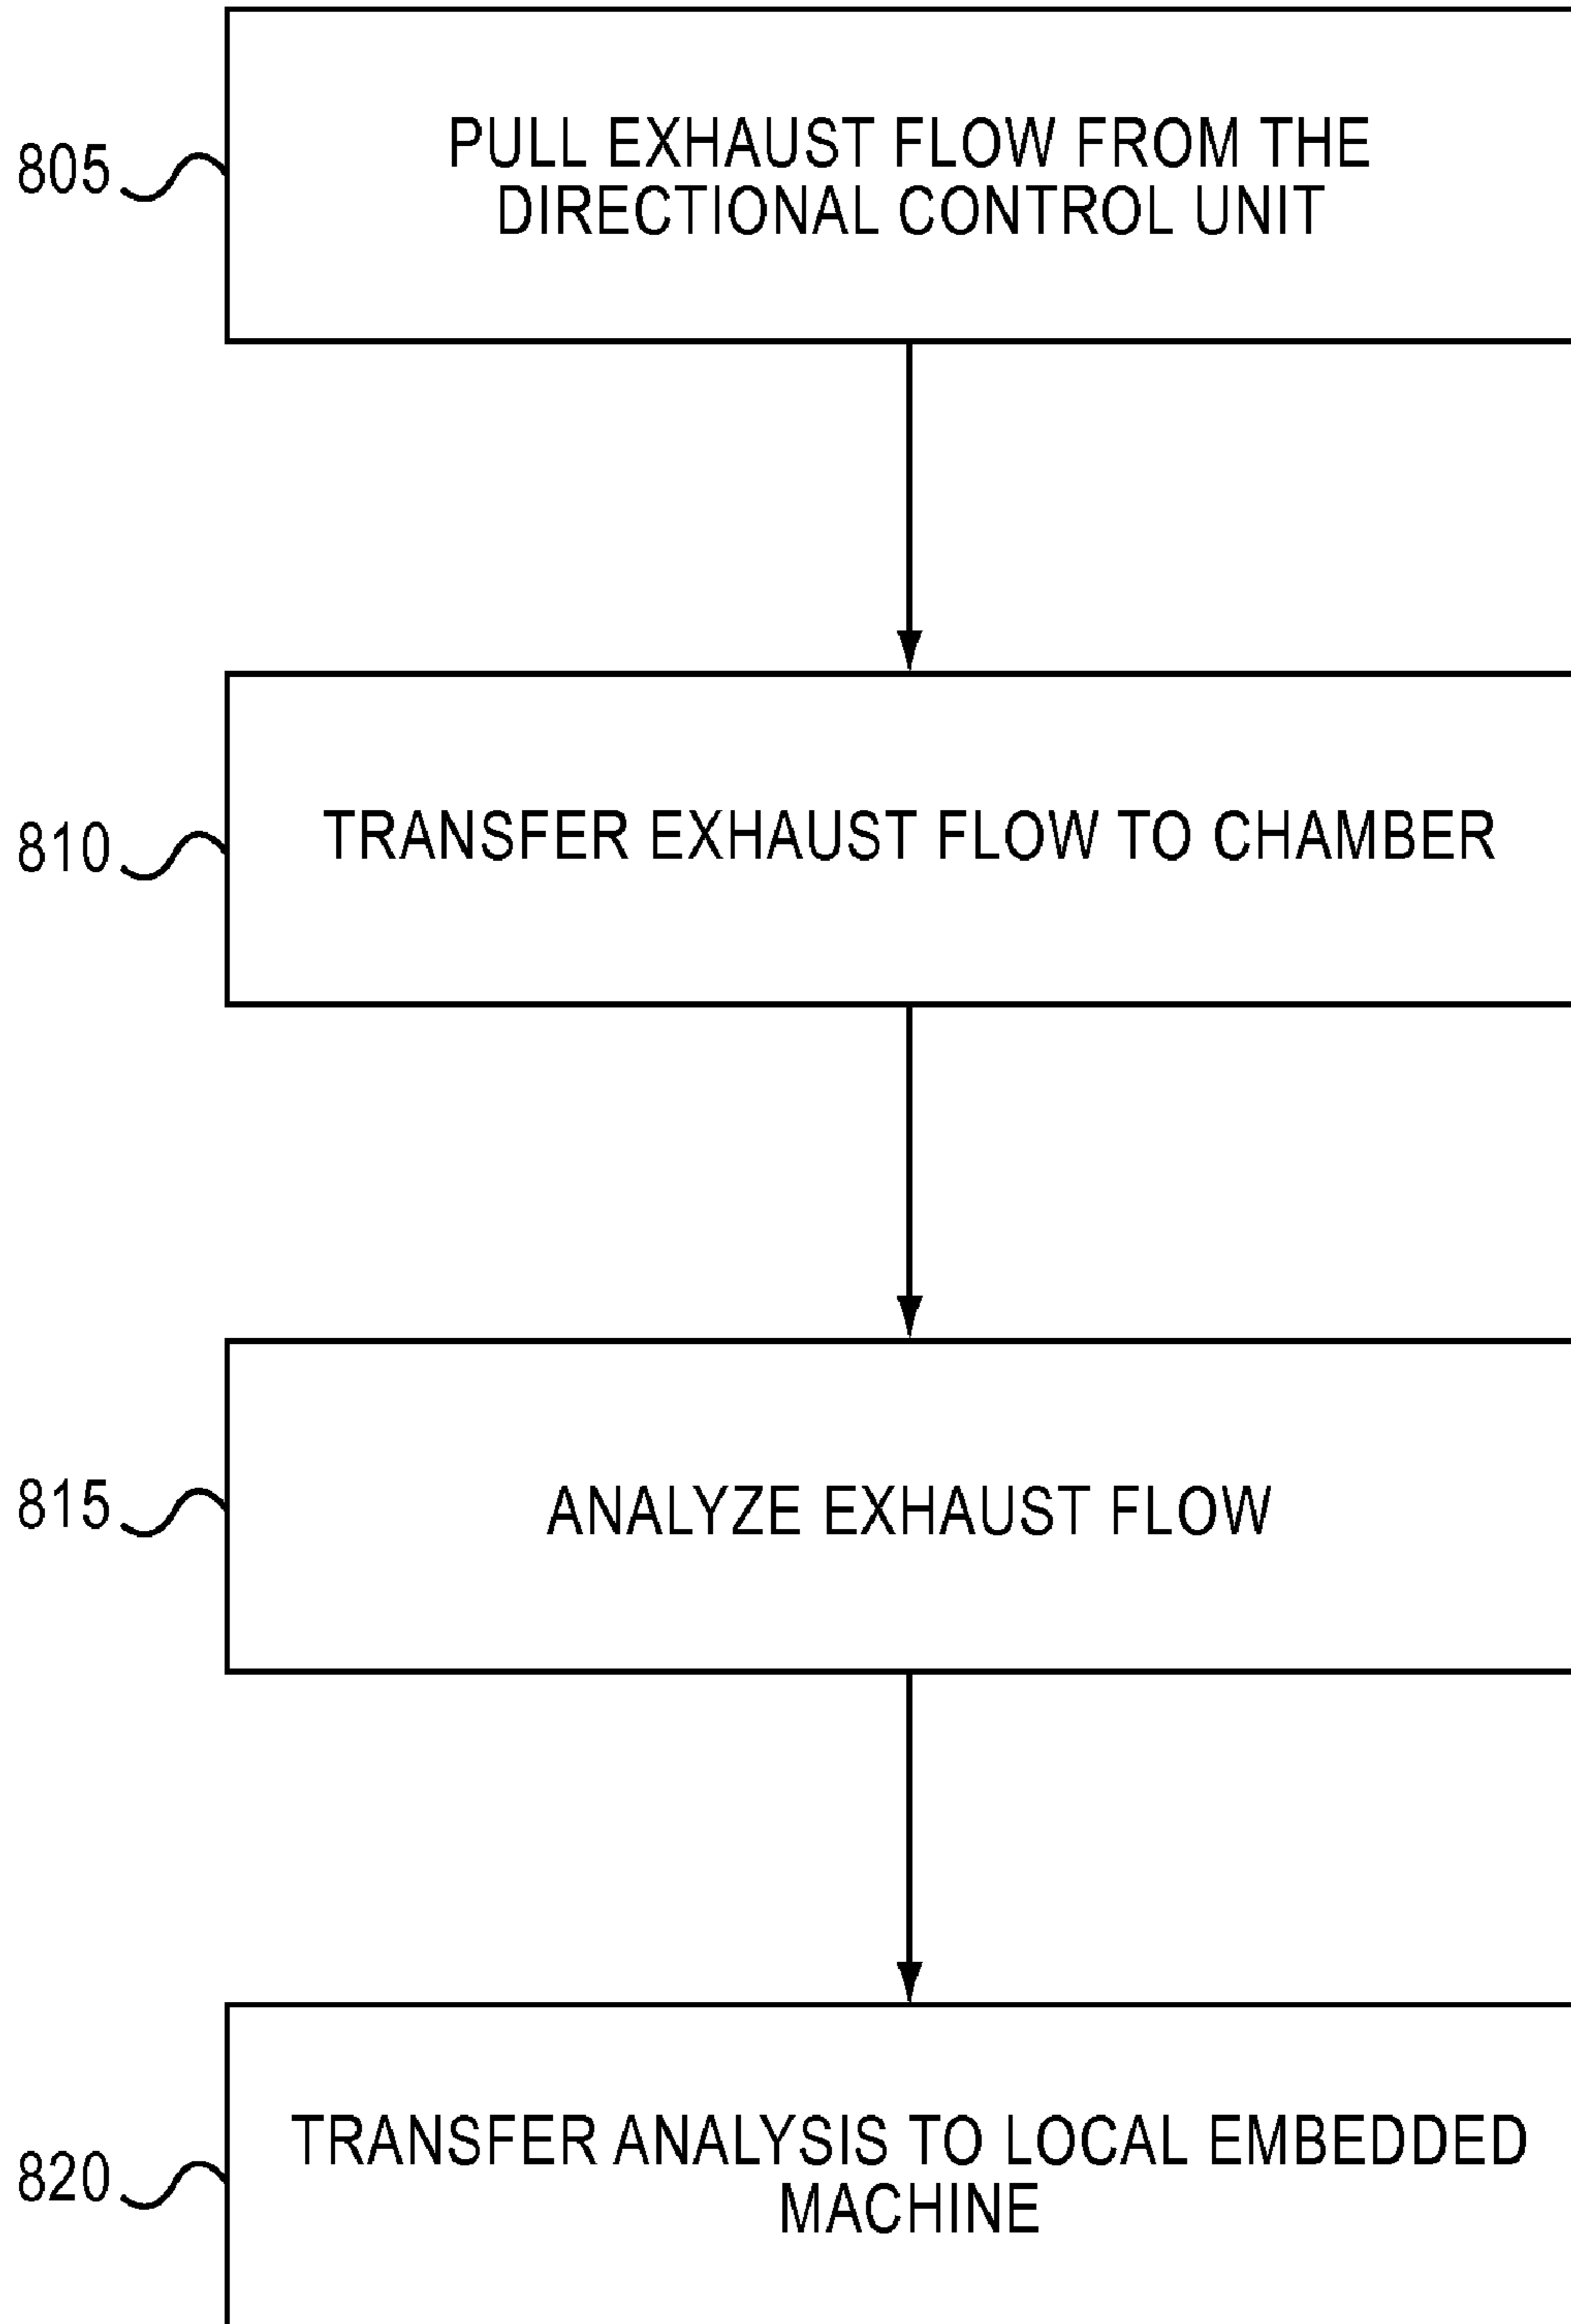 805
PULL EXHAUST FLOW FROM THE
DIRECTIONAL CONTROL UNIT
810
TRANSFER EXHAUST FLOW TO CHAMBER
815
ANALYZE EXHAUST FLOW
820
TRANSFER ANALYSIS TO LOCAL EMBEDDED
MACHINE